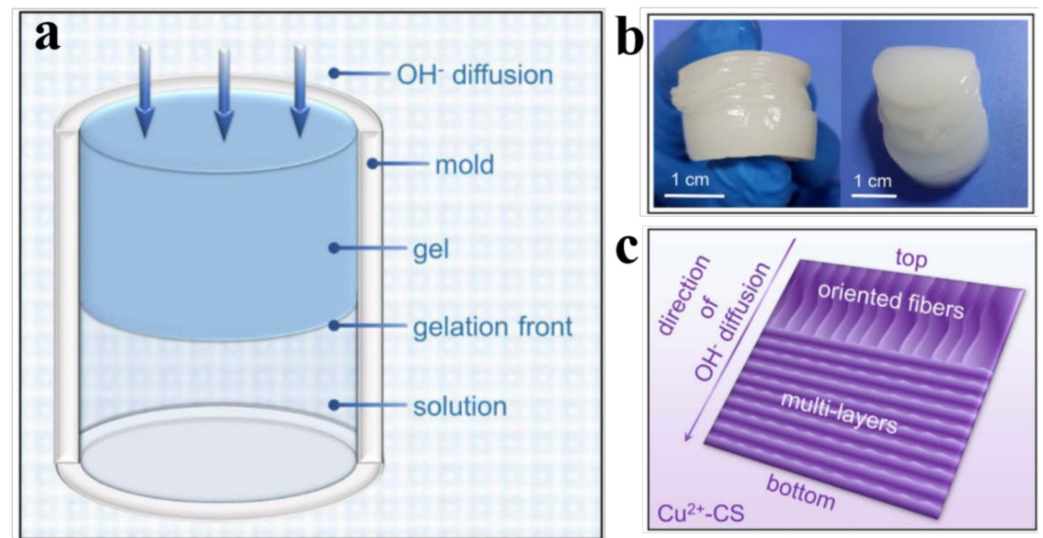 a
OH⁻ diffusion
mold
gel
gelation front
solution
b
1 cm
1 cm
c
direction
of
OH⁻ diffusion
top
oriented fibers
multi-layers
bottom
Cu²⁺-CS